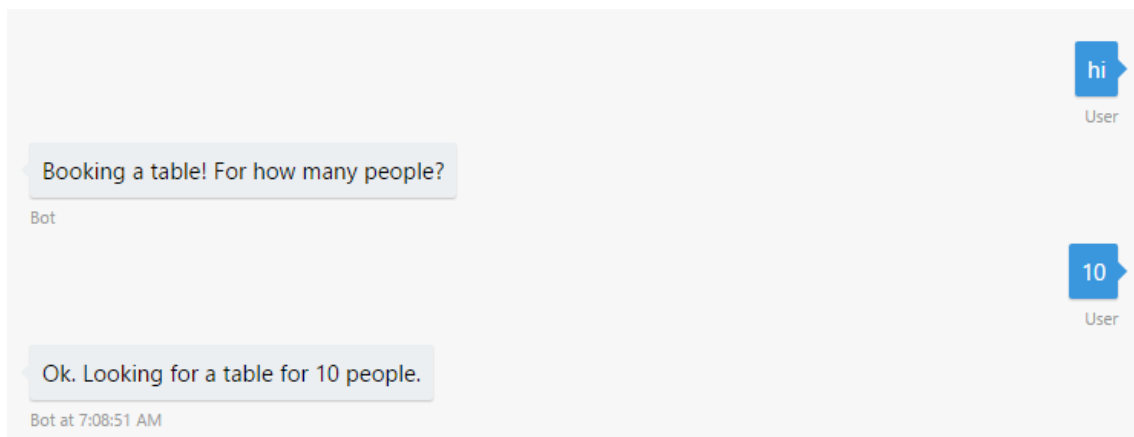 hi
User
Booking a table! For how many people?
Bot
10
User
Ok. Looking for a table for 10 people.
Bot at 7:08:51 AM